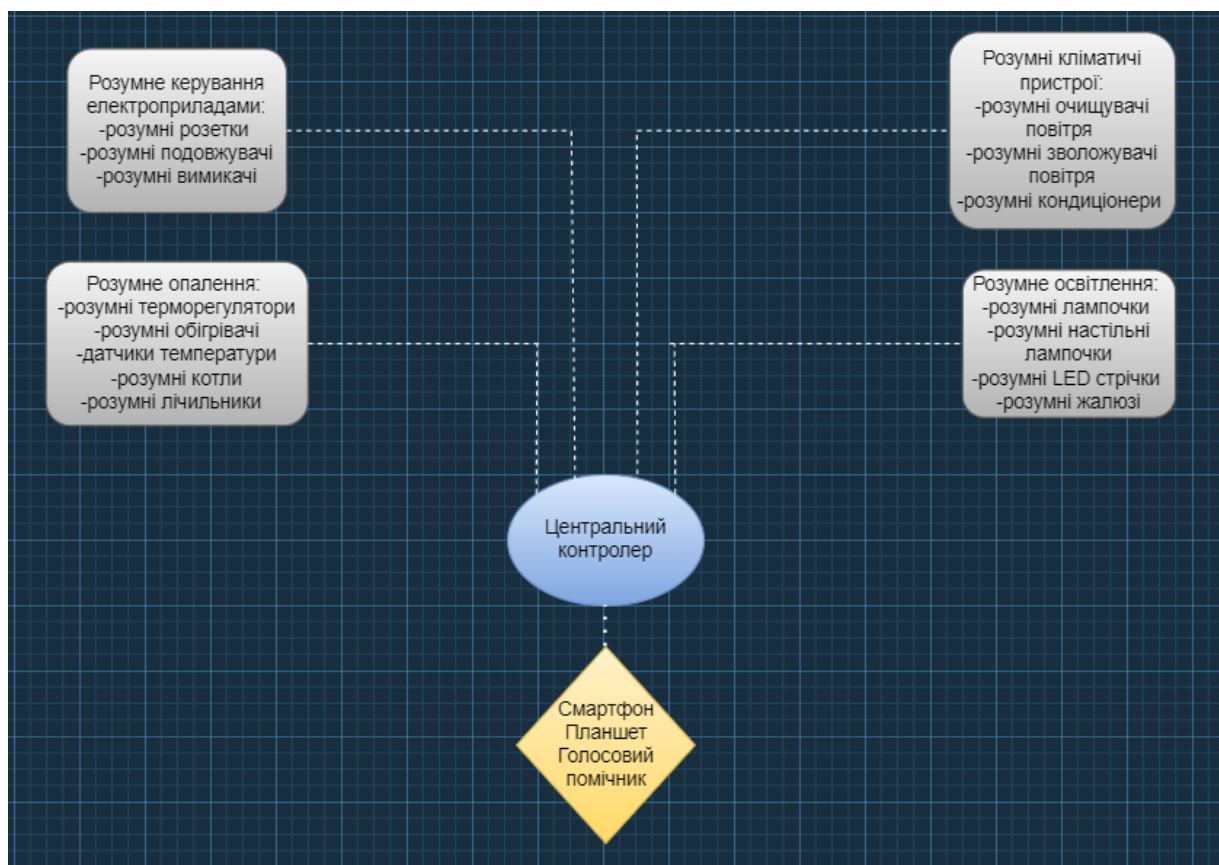 Розумне керування
електроприладами:
-розумні розетки
-розумні подовжувачі
-розумні вимикачі
Розумні кліматичі
пристрої:
-розумні очищувачі
повітря
-розумні зволожувачі
повітря
-розумні кондиціонери
Розумне опалення:
-розумні терморегулятори
-розумні обігрівачі
-датчики температури
-розумні котли
-розумні лічильники
Розумне освітлення:
-розумні лампочки
-розумні настільні
лампочки
-розумні LED стрічки
-розумні жалюзі
Центральний
контролер
Смартфон
Планшет
Голосовий
помічник